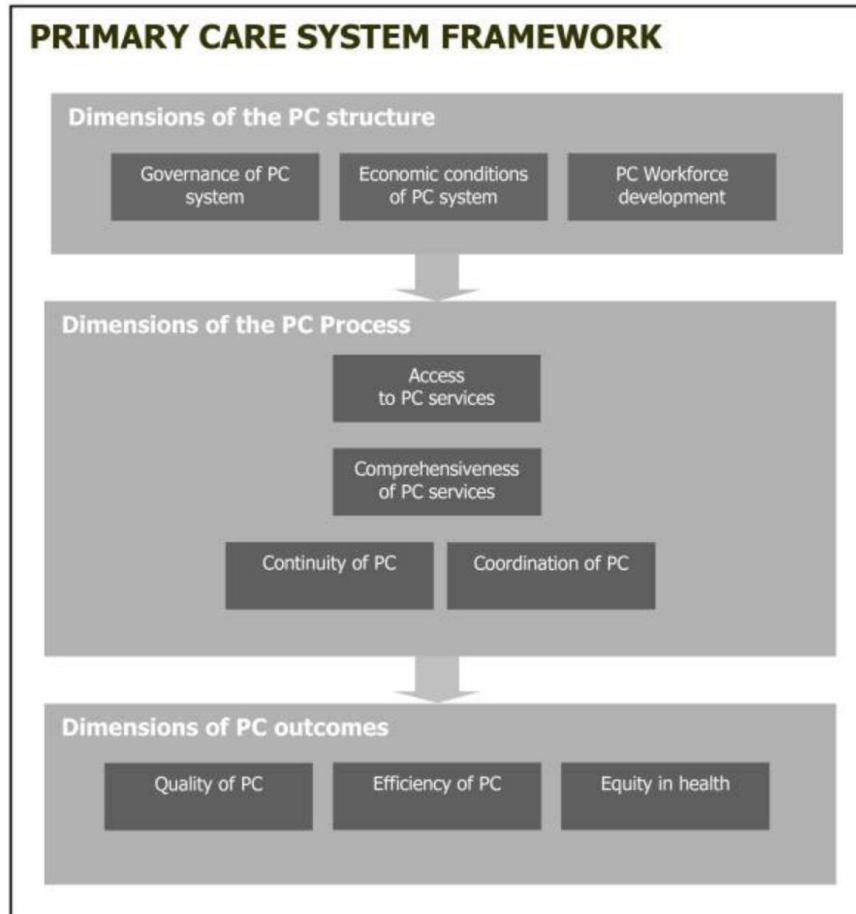 PRIMARY CARE SYSTEM FRAMEWORK
Dimensions of the PC structure
Governance of PC
system
Economic conditions
of PC system
PC Workforce
development
Dimensions of the PC Process
Access
to PC services
Comprehensiveness
of PC services
Continuity of PC
Coordination of PC
Dimensions of PC outcomes
Quality of PC
Efficiency of PC
Equity in health